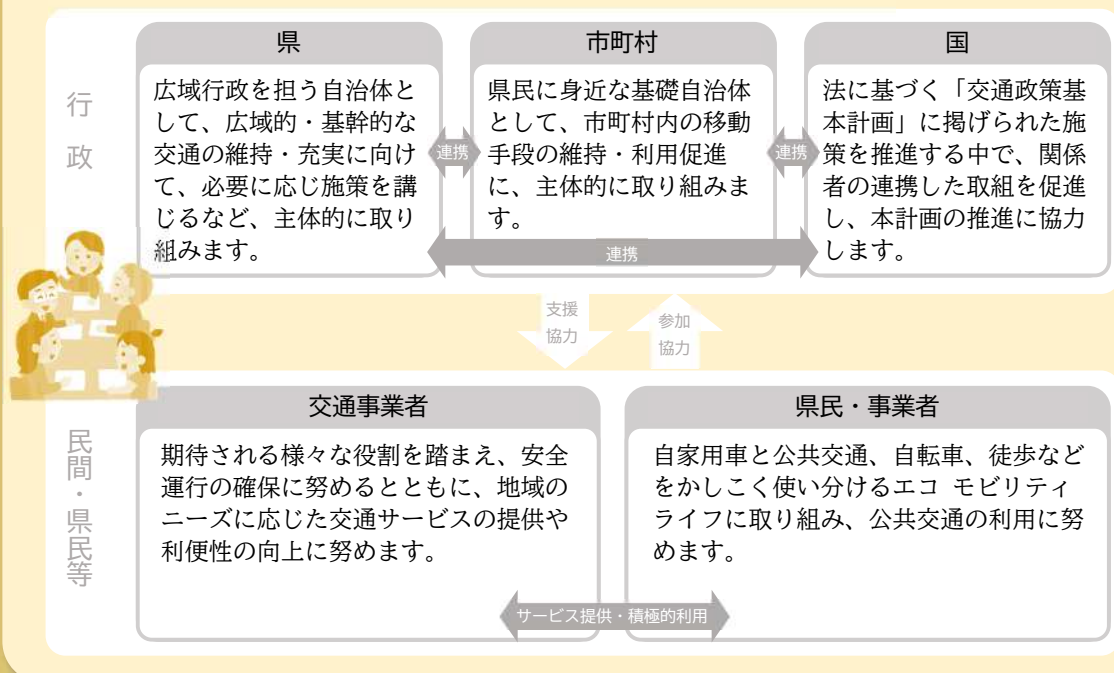 行政
県
広域行政を担う自治体と
して、広域的・基幹的な
交通の維持・充実に向け
て、必要に応じ施策を講
じるなど、主体的に取り
組みます。
連携
市町村
県民に身近な基礎自治体
として、市町村内の移動
手段の維持・利用促進
に、主体的に取り組みま
す。
連携
国
法に基づく「交通政策基
本計画」に掲げられた施
策を推進する中で、関係
者の連携した取組を促進
し、本計画の推進に協力
します。
連携
支援
協力
参加
協力
民間・県民等
交通事業者
期待される様々な役割を踏まえ、安全
運行の確保に努めるとともに、地域の
ニーズに応じた交通サービスの提供や
利便性の向上に努めます。
県民・事業者
自家用車と公共交通、自転車、徒歩など
をかしこく使い分けるエコ モビリティ
ライフに取り組み、公共交通の利用に努
めます。
サービス提供・積極的利用